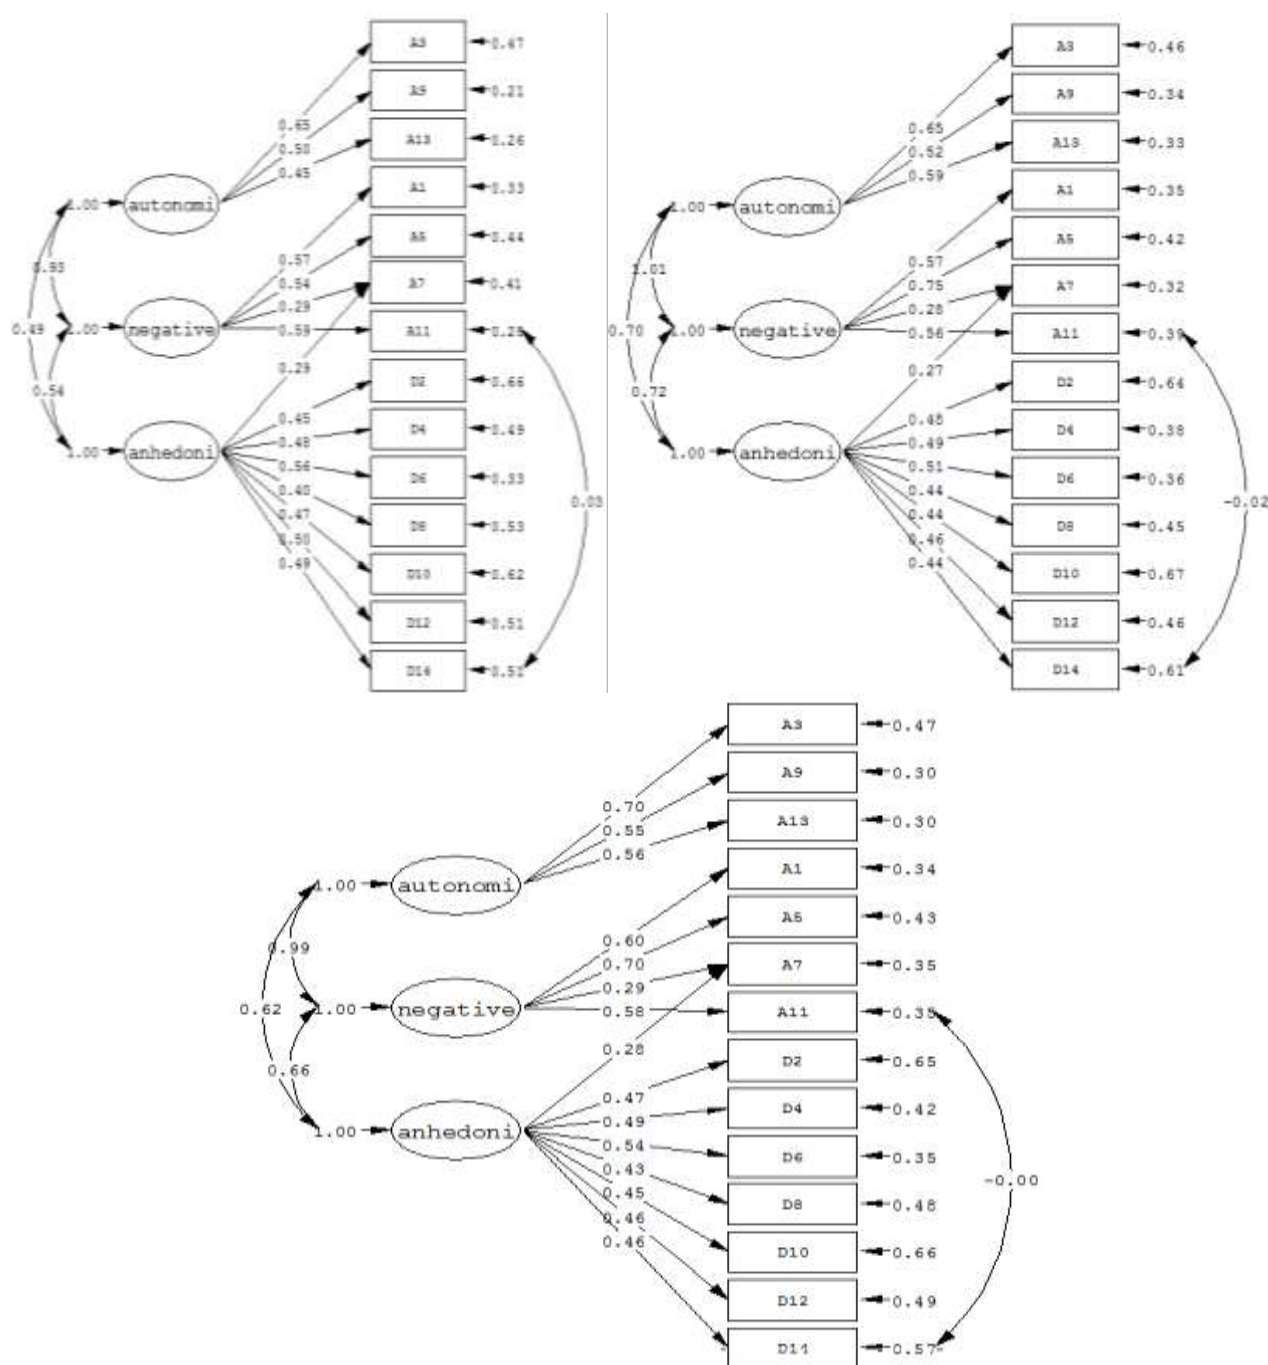 A3
0.47
A9
0.21
0.65
A13
0.26
0.50
0.45
A1
0.33
1.00
autonomi
A5
0.44
0.57
0.93
0.54
A7
0.41
0.29
0.49
1.00
negative
0.59
A11
0.29
0.29
D2
0.66
0.54
0.45
D4
0.49
1.00
anhedoni
0.48
0.56
D6
0.33
0.40
0.03
0.47
D8
0.53
0.50
0.49
D10
0.62
D12
0.51
D14
0.51
A3
0.46
A9
0.34
0.65
A13
0.33
0.52
0.59
A1
0.35
1.00
autonomi
A5
0.42
0.57
1.01
0.75
A7
0.32
0.28
0.70
1.00
negative
0.56
A11
0.39
0.27
D2
0.64
0.72
0.48
D4
0.38
1.00
anhedoni
0.49
0.51
D6
0.36
0.44
-0.02
0.44
D8
0.45
0.46
0.44
D10
0.67
D12
0.46
D14
0.61
A3
0.47
A9
0.30
0.70
A13
0.30
0.55
0.56
A1
0.34
1.00
autonomi
A5
0.43
0.60
0.99
0.70
A7
0.35
0.29
0.62
1.00
negative
0.58
A11
0.35
0.28
D2
0.65
0.66
0.47
D4
0.42
1.00
anhedoni
0.49
0.54
D6
0.35
0.43
-0.00
0.45
D8
0.48
0.46
0.46
D10
0.66
D12
0.49
D14
0.57